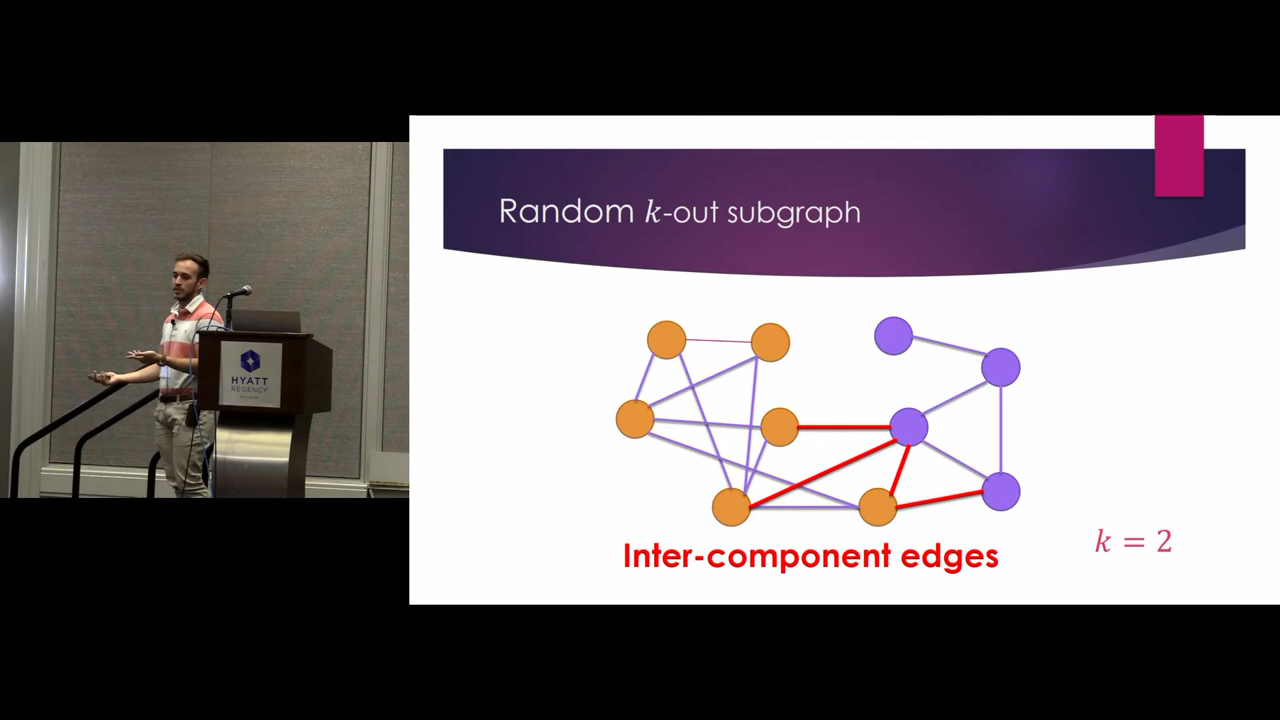 Random k-out subgraph
HYATT
REGENCY
Inter-component edges
k = 2